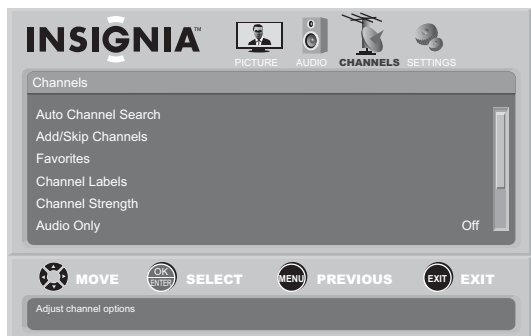 INSIGNIA™
PICTURE AUDIO CHANNELS SETTINGS
Channels
Auto Channel Search
Add/Skip Channels
Favorites
Channel Labels
Channel Strength
Audio Only Off
MOVE OK ENTER SELECT MENU PREVIOUS EXIT EXIT
Adjust channel options